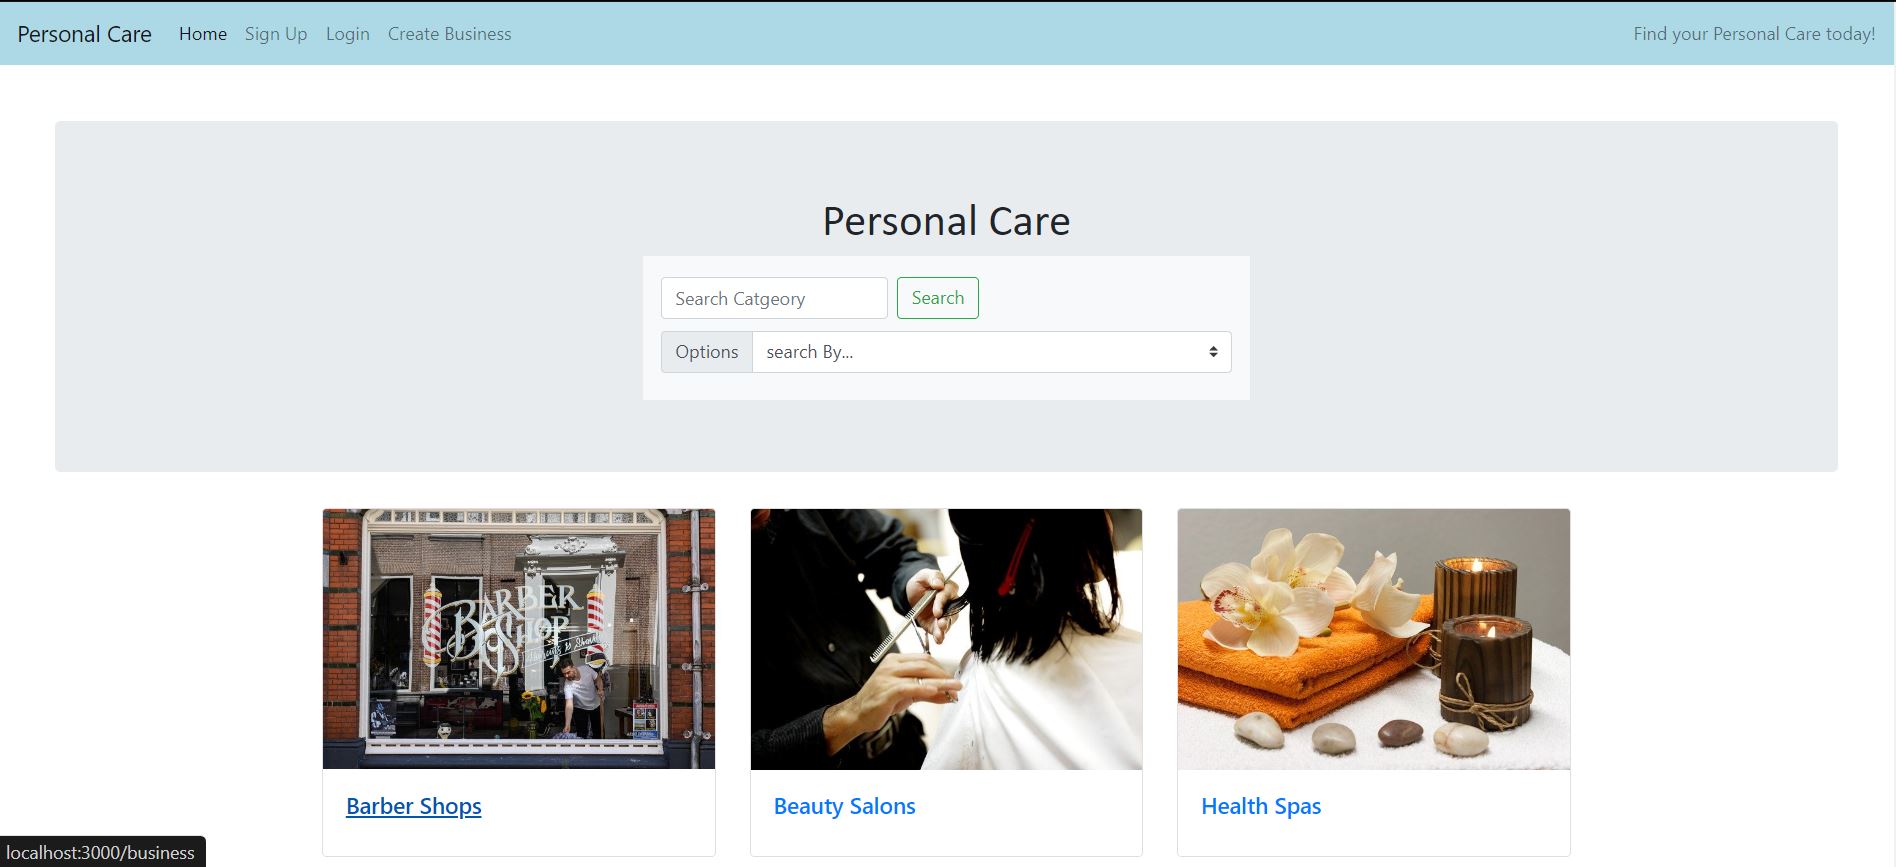 Personal Care Home Sign Up Login Create Business Find your Personal Care today!
Personal Care
Search Catgeory Search
Options search By...
BARBER
SHOP
Barber Shops Beauty Salons Health Spas
localhost:3000/business